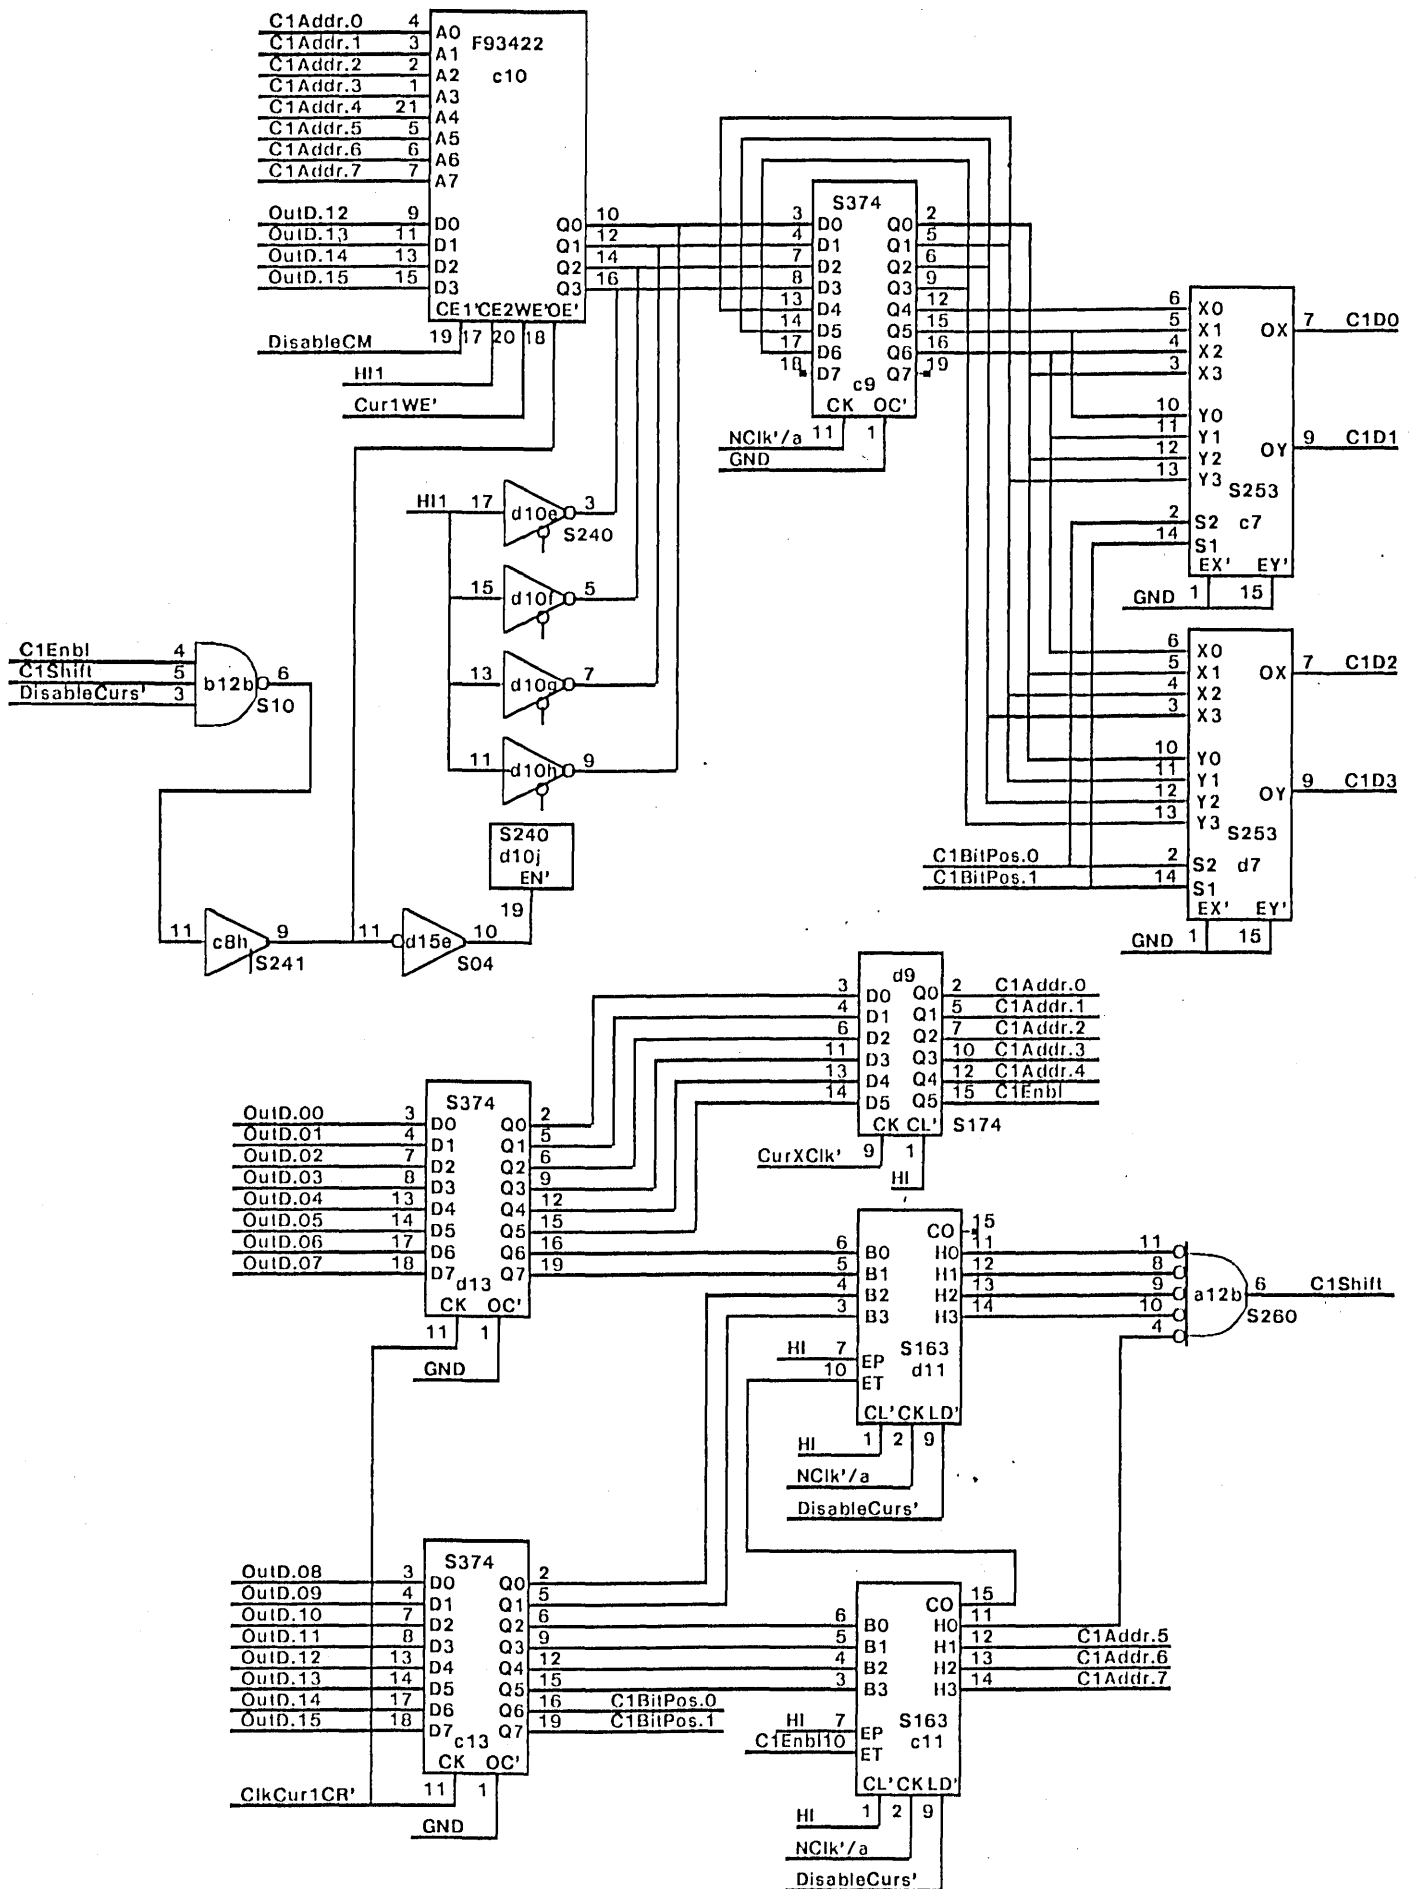 C1Addr.0 4 A0
C1Addr.1 3 A1
C1Addr.2 2 A2
C1Addr.3 1 A3
C1Addr.4 21 A4
C1Addr.5 5 A5
C1Addr.6 6 A6
C1Addr.7 7 A7
F93422
c10
OutD.12 9 D0 Q0 10
OutD.13 11 D1 Q1 12
OutD.14 13 D2 Q2 14
OutD.15 15 D3 Q3 16
CE1' CE2 WE' OE'
DisableCM 19 17 20 18
HI1
Cur1WE'
S374
3 D0 Q0 2
4 D1 Q1 5
7 D2 Q2 6
8 D3 Q3 9
13 D4 Q4 12
14 D5 Q5 15
17 D6 Q6 16
18 D7 Q7 19
c9
CK OC'
NClk'/a 11 1
GND
6 X0
5 X1 OX 7 C1D0
4 X2
3 X3
10 Y0
11 Y1
12 Y2 OY 9 C1D1
13 Y3
S253
2 S2 c7
14 S1
EX' EY'
GND 1 15
HI1 17 d10e 3
S240
15 d10f 5
13 d10g 7
11 d10h 9
S240
d10j
EN'
19
C1Enbl 4
C1Shift 5 b12b 6
DisableCurs' 3
S10
11 c8h 9
S241
11 d15e 10
S04
6 X0
5 X1 OX 7 C1D2
4 X2
3 X3
10 Y0
11 Y1
12 Y2 OY 9 C1D3
13 Y3
S253
C1BitPos.0 2 S2 d7
C1BitPos.1 14 S1
EX' EY'
GND 1 15
d9
3 D0 Q0 2 C1Addr.0
4 D1 Q1 5 C1Addr.1
6 D2 Q2 7 C1Addr.2
11 D3 Q3 10 C1Addr.3
13 D4 Q4 12 C1Addr.4
14 D5 Q5 15 C1Enbl
CK CL' S174
CurXClk' 9 1
HI
S374
OutD.00 3 D0 Q0 2
OutD.01 4 D1 Q1 5
OutD.02 7 D2 Q2 6
OutD.03 8 D3 Q3 9
OutD.04 13 D4 Q4 12
OutD.05 14 D5 Q5 15
OutD.06 17 D6 Q6 16
OutD.07 18 D7 Q7 19
d13
CK OC'
11 1
GND
CO 15
6 B0 H0 11
5 B1 H1 12
4 B2 H2 13
3 B3 H3 14
HI 7 EP S163
10 ET d11
CL' CK LD'
HI 1 2 9
NClk'/a
DisableCurs'
11
8
9 a12b 6 C1Shift
10 S260
4
S374
OutD.08 3 D0 Q0 2
OutD.09 4 D1 Q1 5
OutD.10 7 D2 Q2 6
OutD.11 8 D3 Q3 9
OutD.12 13 D4 Q4 12
OutD.13 14 D5 Q5 15
OutD.14 17 D6 Q6 16 C1BitPos.0
OutD.15 18 D7 Q7 19 C1BitPos.1
c13
CK OC'
ClkCur1CR' 11 1
GND
CO 15
6 B0 H0 11
5 B1 H1 12 C1Addr.5
4 B2 H2 13 C1Addr.6
3 B3 H3 14 C1Addr.7
HI 7 EP S163
C1Enbl 10 ET c11
CL' CK LD'
HI 1 2 9
NClk'/a
DisableCurs'